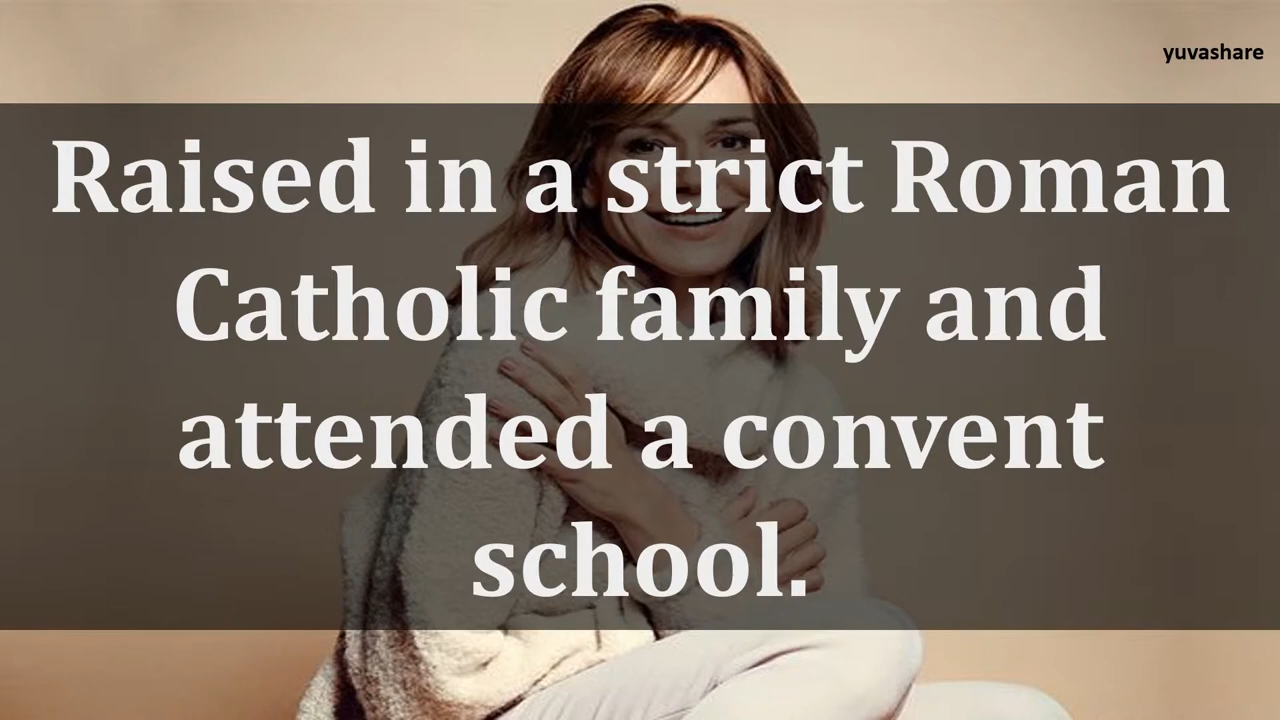 yuvashare
Raised in a strict Roman
Catholic family and
attended a convent
school.